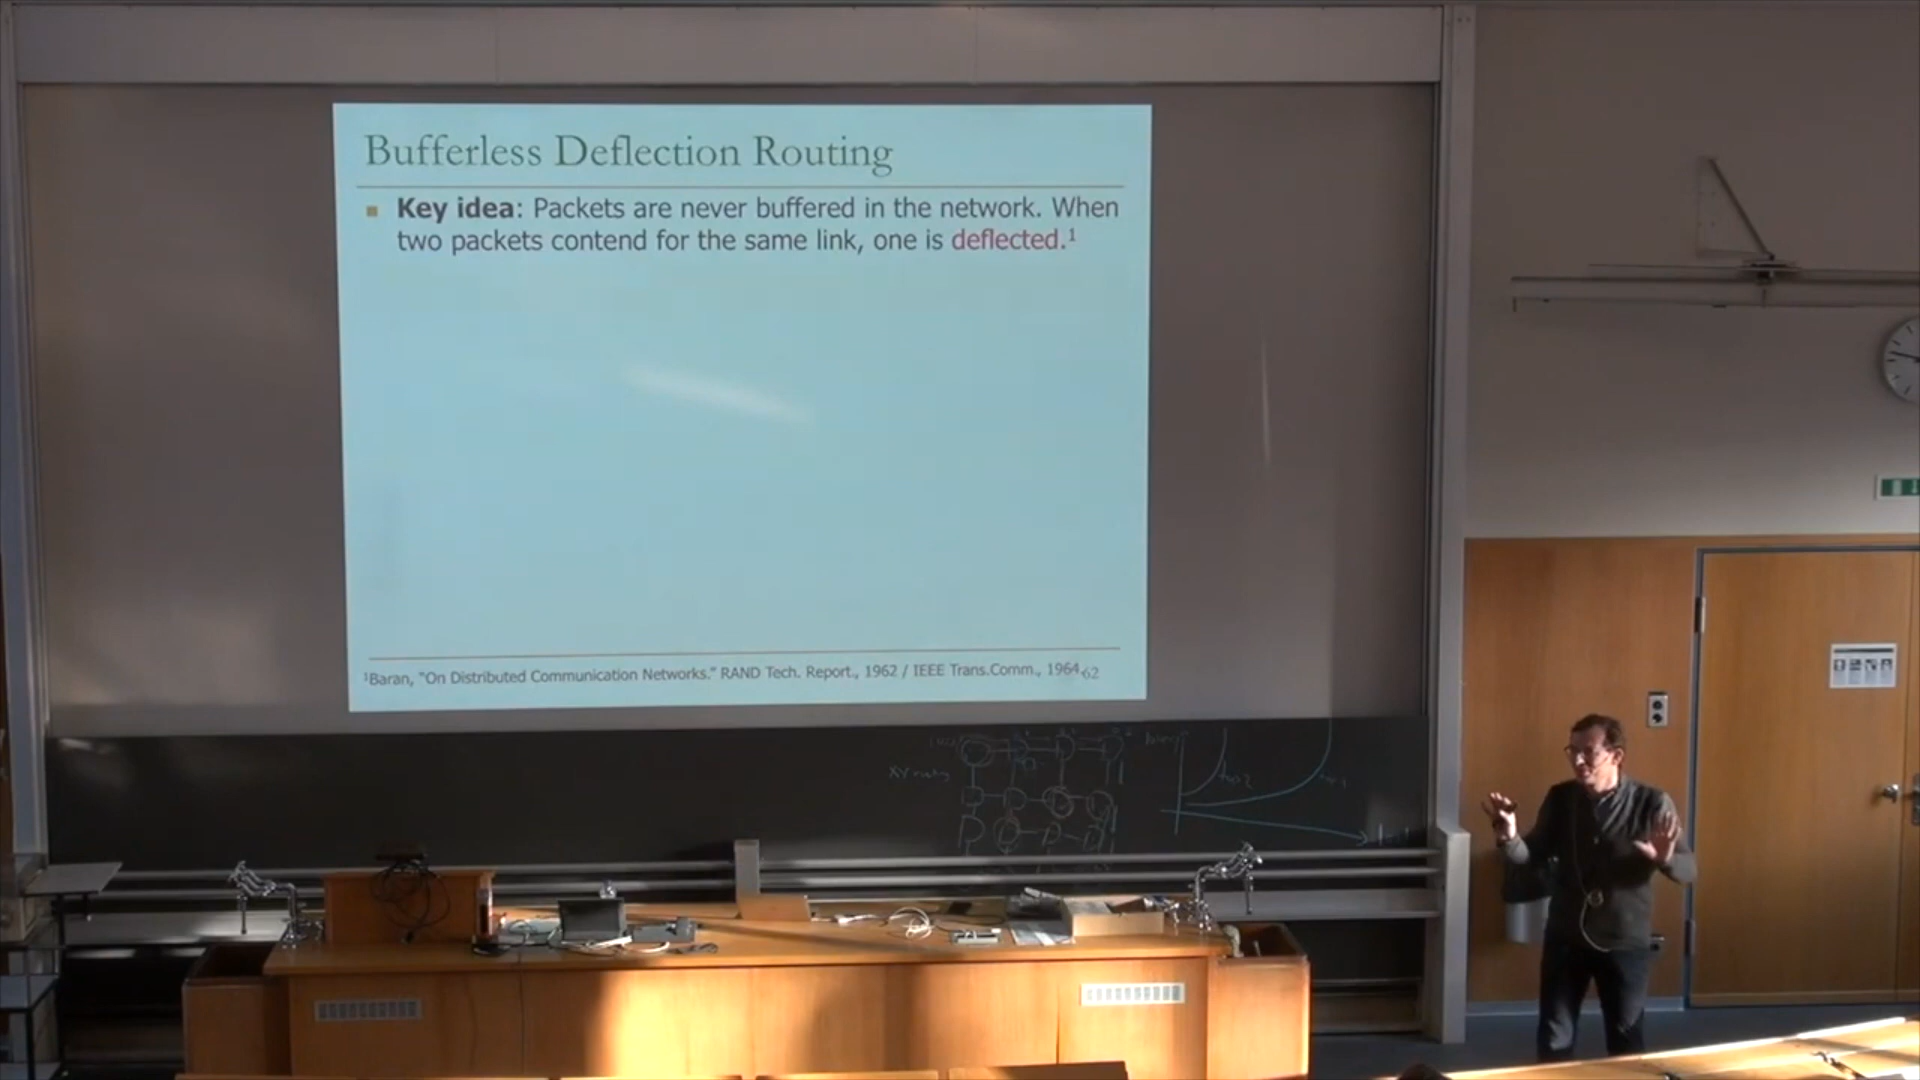 Bufferless Deflection Routing
Key idea: Packets are never buffered in the network. When
two packets contend for the same link, one is deflected.¹
¹Baran, "On Distributed Communication Networks." RAND Tech. Report., 1962 / IEEE Trans.Comm., 1964.
62
XY routing